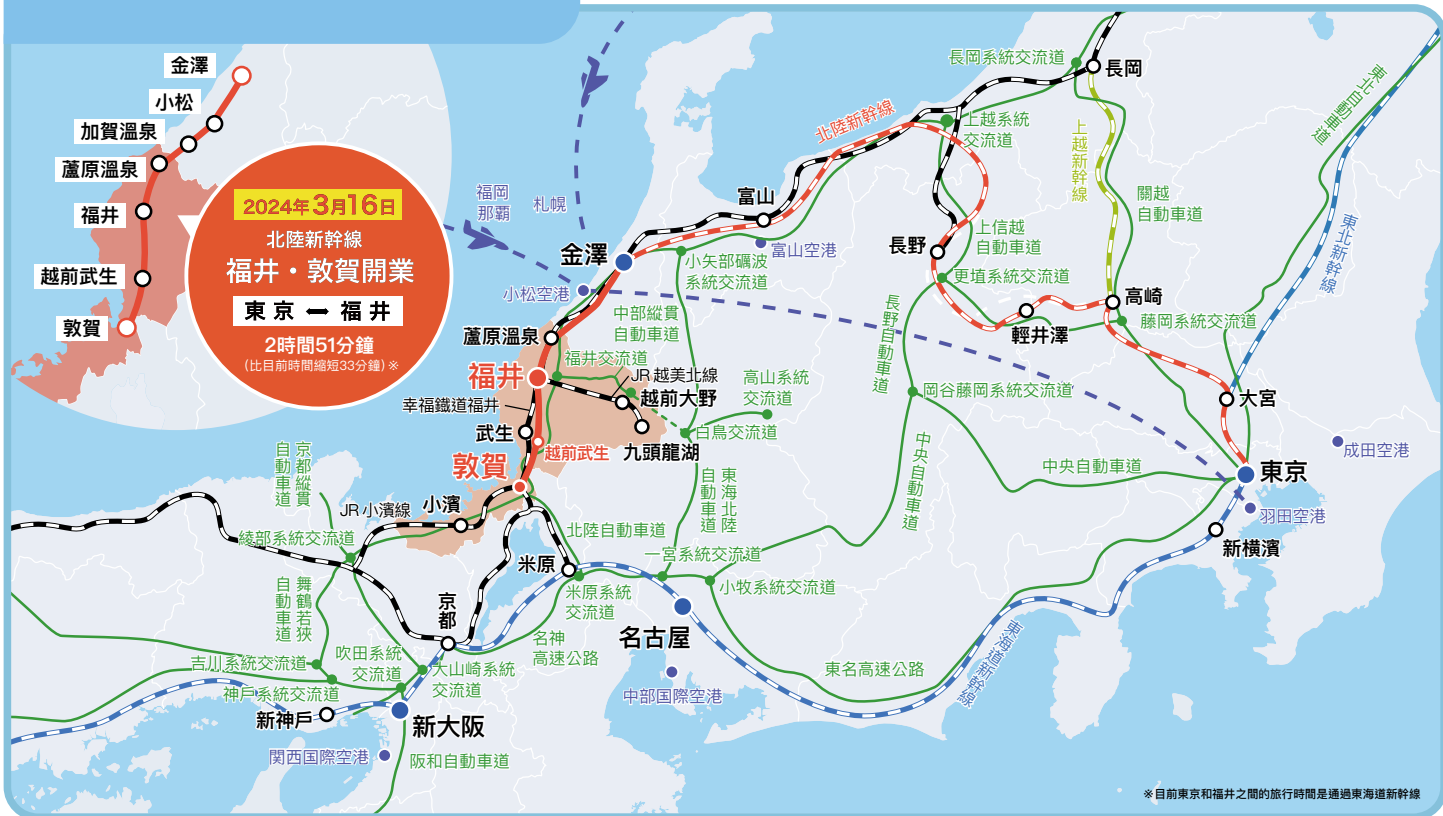 金澤
小松
加賀溫泉
蘆原溫泉
福井
越前武生
敦賀
2024年3月16日
北陸新幹線
福井・敦賀開業
東京 ⬌ 福井
2時間51分鐘
（比目前時間縮短33分鐘）※
福岡
那覇
札幌
北陸新幹線
長岡系統交流道
長岡
上越系統
交流道
上越新幹線
關越
自動車道
東北自動車道
東北新幹線
富山
富山空港
金澤
小松空港
小矢部礪波
系統交流道
長野
上信越
自動車道
更埴系統交流道
高崎
輕井澤
藤岡系統交流道
中部縱貫
自動車道
長野自動車道
蘆原溫泉
福井交流道
福井
JR越美北線
越前大野
高山系統
交流道
岡谷藤岡系統交流道
大宮
幸福鐵道福井
武生
越前武生
九頭龍湖
白鳥交流道
敦賀
京都縱貫
自動車道
東海北陸
自動車道
中央自動車道
中央自動車道
東京
成田空港
羽田空港
新横濱
JR小濱線
小濱
綾部系統交流道
北陸自動車道
米原
一宮系統交流道
米原系統
交流道
小牧系統交流道
舞鶴若狹
自動車道
京都
名古屋
名神
高速公路
吹田系統
交流道
大山崎系統
交流道
吉川系統交流道
神戶系統交流道
新神戶
新大阪
中部国際空港
東名高速公路
東海道新幹線
関西国際空港
阪和自動車道
※目前東京和福井之間的旅行時間是通過東海道新幹線